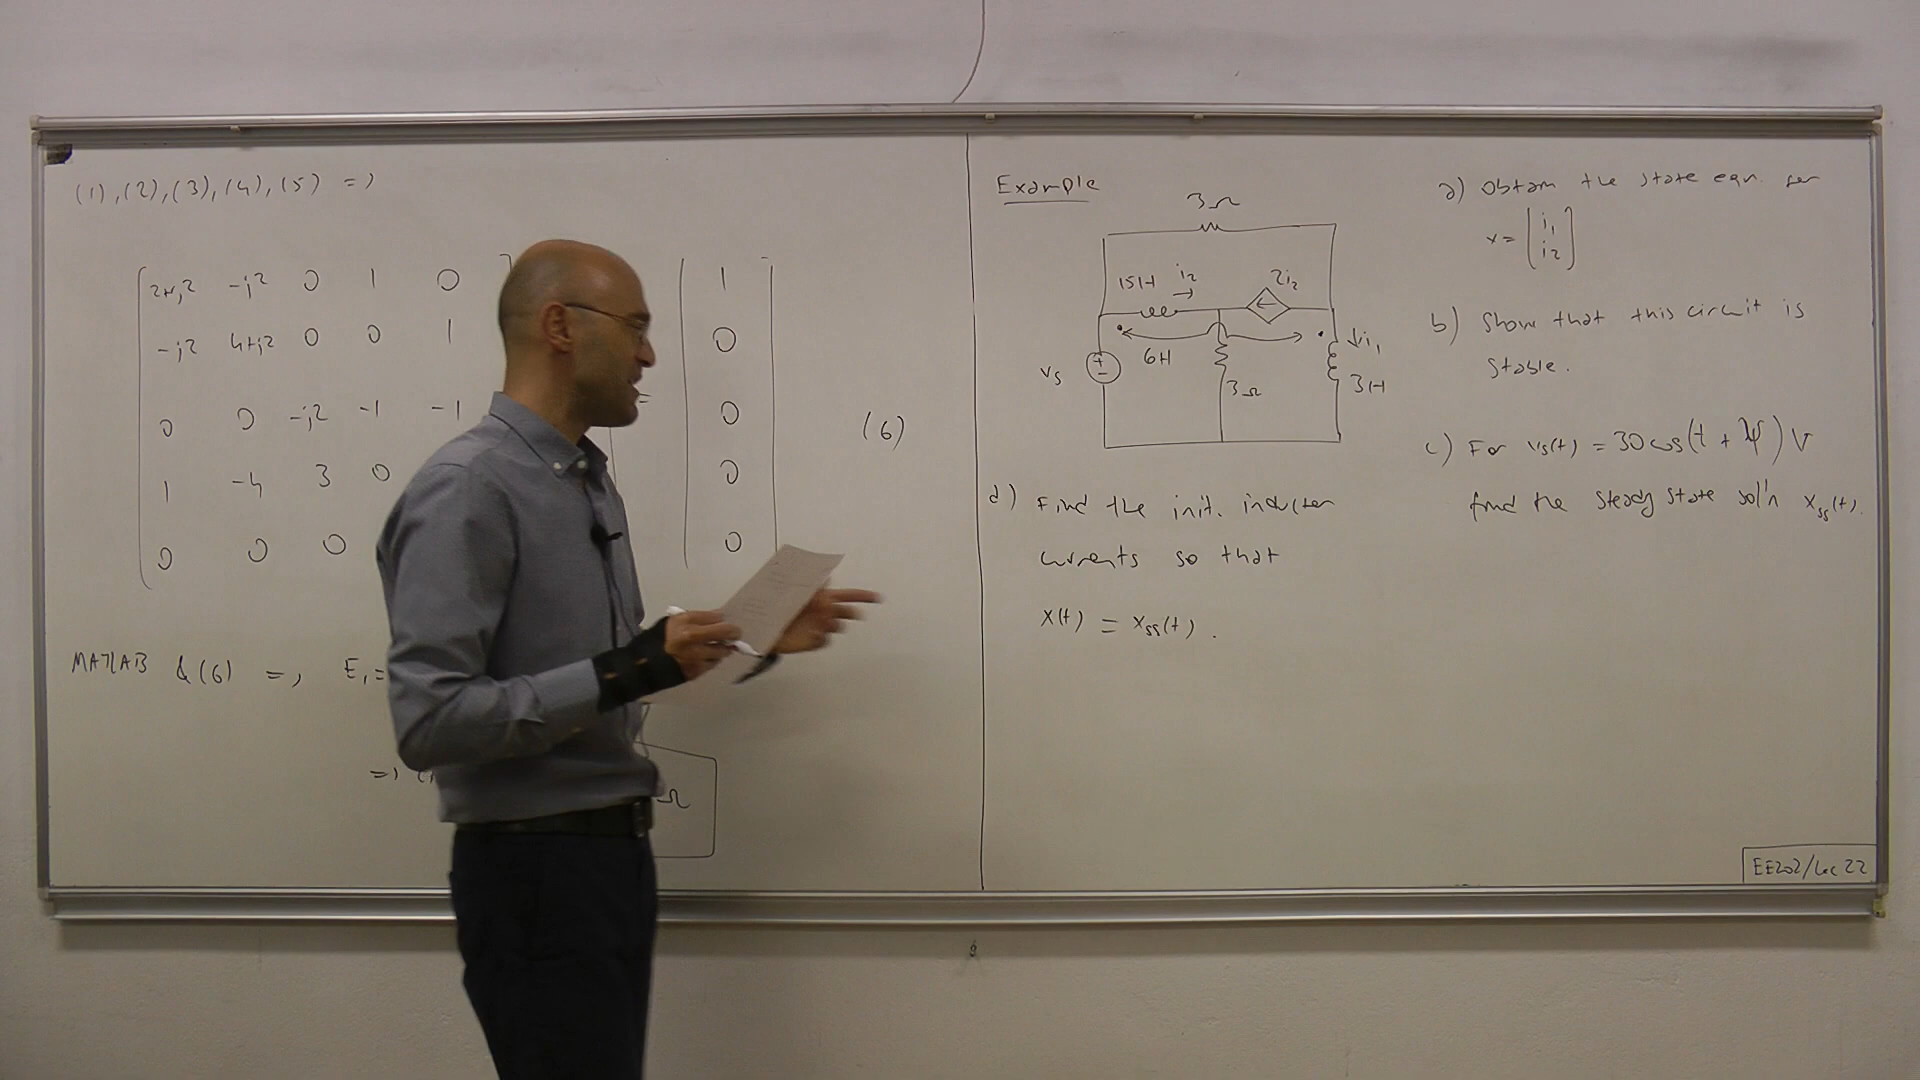 (1),(2),(3),(4),(5) =>
2+j2 -j2 0 1 0
-j2 4+j2 0 0 1
0 0 -j2 -1 -1
1 -4 3 0
0 0 0
=
1
0
0
0
0
(6)
MATLAB & (6) => E1 =
=>
Ω
Example
3Ω
15H i2 2i2
6H
vs
+
-
3Ω
↓i1
3H
a) Obtain the state eqn. for
x = [i1 i2]
b) Show that this circuit is
stable.
c) For vs(t) = 30cos(t + ψ) V
find the steady state sol'n xss(t).
d) Find the init. inductor
currents so that
x(t) = xss(t).
EE202/Lec 22